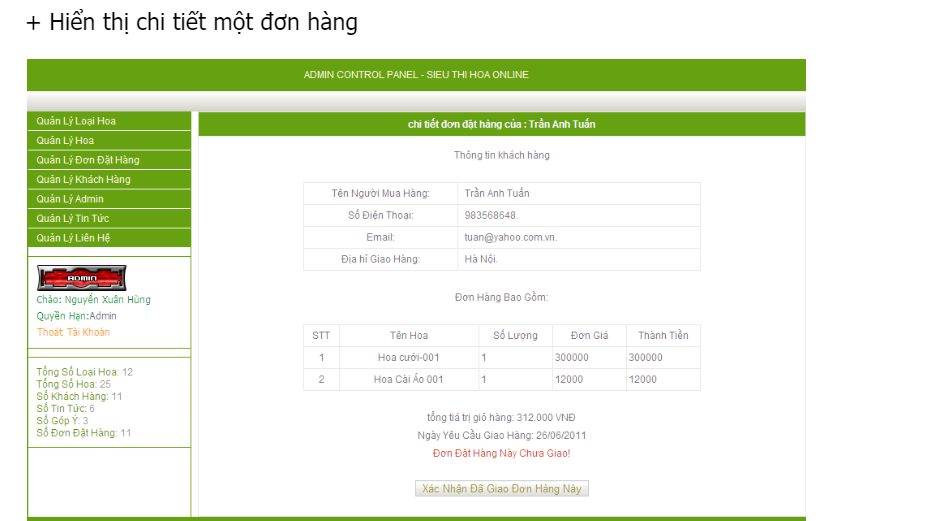 + Hiển thị chi tiết một đơn hàng
ADMIN CONTROL PANEL - SIEU THI HOA ONLINE
Quản Lý Loại Hoa
Quản Lý Hoa
Quản Lý Đơn Đặt Hàng
Quản Lý Khách Hàng
Quản Lý Admin
Quản Lý Tin Tức
Quản Lý Liên Hệ
ADMIN
Chào: Nguyễn Xuân Hùng
Quyền Hạn:Admin
Thoát Tài Khoản
Tổng Số Loại Hoa: 12
Tổng Số Hoa: 25
Số Khách Hàng: 11
Số Tin Tức: 6
Số Góp Ý: 3
Số Đơn Đặt Hàng: 11
chi tiết đơn đặt hàng của : Trần Anh Tuấn
Thông tin khách hàng
Tên Người Mua Hàng: Trần Anh Tuấn
Số Điện Thoại: 983568648.
Email: tuan@yahoo.com.vn.
Địa hỉ Giao Hàng: Hà Nội.
Đơn Hàng Bao Gồm:
STT Tên Hoa Số Lượng Đơn Giá Thành Tiền
1 Hoa cưới-001 1 300000 300000
2 Hoa Cài Áo 001 1 12000 12000
tổng tiá trị giỏ hàng: 312.000 VNĐ
Ngày Yêu Cầu Giao Hàng: 26/06/2011
Đơn Đặt Hàng Này Chưa Giao!
Xác Nhận Đã Giao Đơn Hàng Này